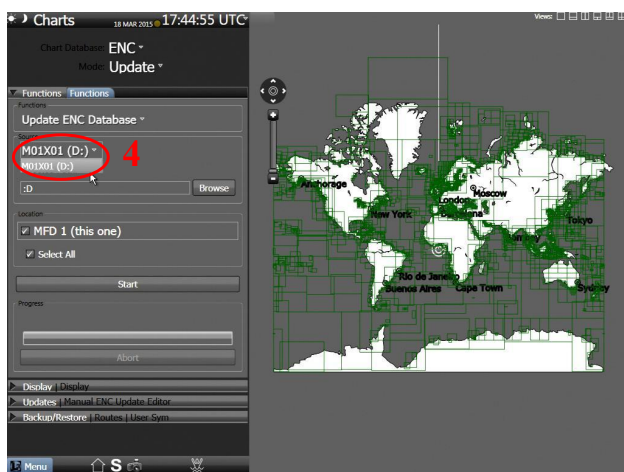 Charts
18 MAR 2015 17:44:55 UTC
Views:
Chart Database: ENC
Mode: Update
Functions Functions
Functions
Update ENC Database
Source
M01X01 (D:)
M01X01 (D:)
4
:D Browse
Location
MFD 1 (this one)
Select All
Start
Progress
Abort
Display | Display
Updates | Manual ENC Update Editor
Backup/Restore | Routes | User Sym
Menu
S
Anchorage
Moscow
London
New York
Tokyo
Rio de Janeiro
Buenos Aires
Cape Town
Sydney